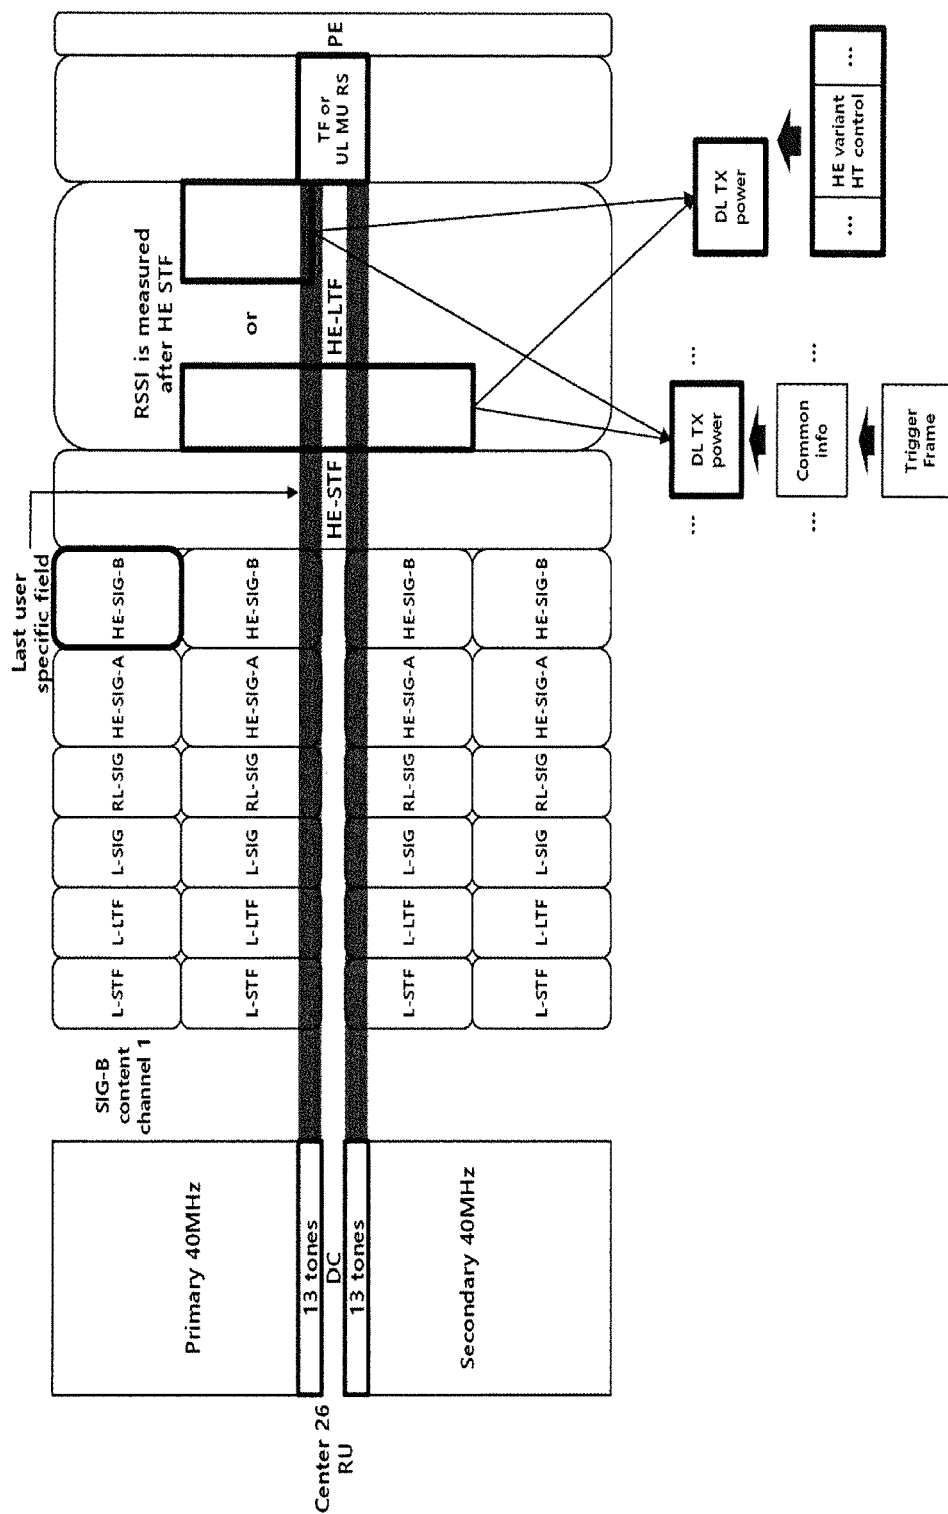 Center 26
RU
Primary 40MHz
13 tones
DC
13 tones
Secondary 40MHz
SIG-B
content
channel 1
Last user
specific field
L-STF L-LTF L-SIG RL-SIG HE-SIG-A HE-SIG-B
L-STF L-LTF L-SIG RL-SIG HE-SIG-A HE-SIG-B
L-STF L-LTF L-SIG RL-SIG HE-SIG-A HE-SIG-B
L-STF L-LTF L-SIG RL-SIG HE-SIG-A HE-SIG-B
HE-STF
RSSI is measured
after HE STF
or
HE-LTF
TF or
UL MU RS
PE
... DL TX
power ...
... Common
info ...
Trigger
Frame
DL TX
power
... HE variant
HT control ...